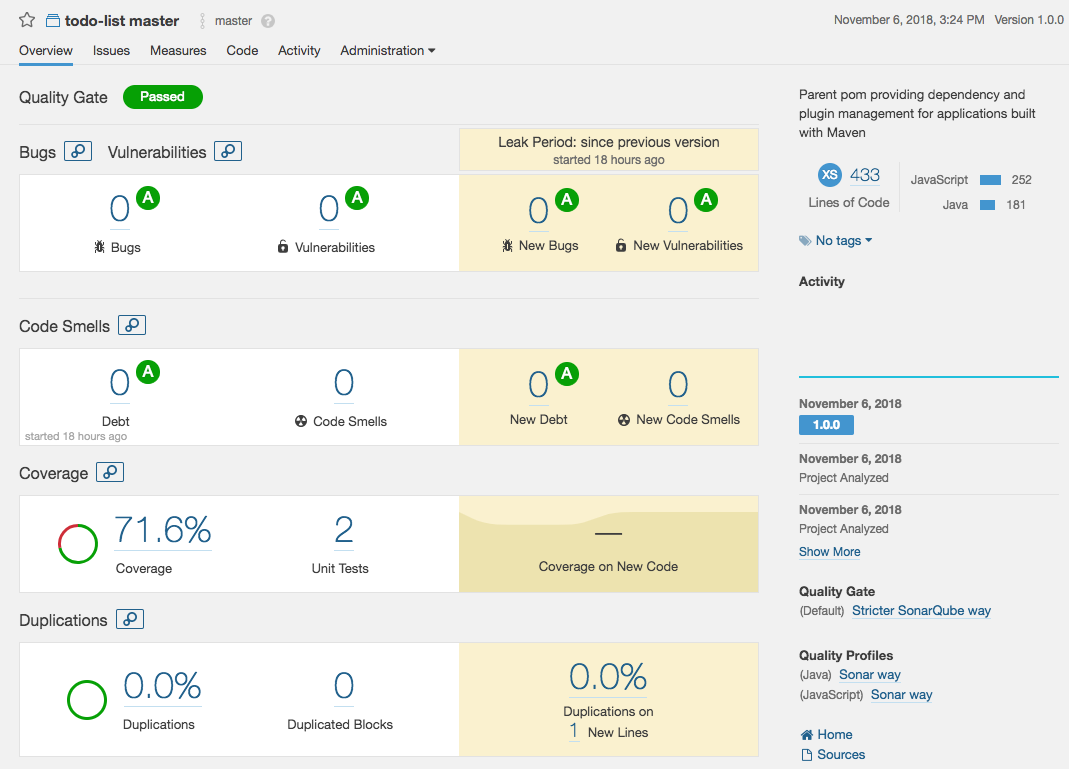 todo-list master master ?
November 6, 2018, 3:24 PM Version 1.0.0
Overview Issues Measures Code Activity Administration
Quality Gate Passed
Leak Period: since previous version
started 18 hours ago
Bugs Vulnerabilities
0 A 0 A 0 A 0 A
Bugs Vulnerabilities New Bugs New Vulnerabilities
Code Smells
0 A 0 0 A 0
Debt Code Smells New Debt New Code Smells
started 18 hours ago
Coverage
71.6% 2 —
Coverage Unit Tests Coverage on New Code
Duplications
0.0% 0 0.0%
Duplications Duplicated Blocks Duplications on
1 New Lines
Parent pom providing dependency and
plugin management for applications built
with Maven
XS 433
Lines of Code
JavaScript 252
Java 181
No tags
Activity
November 6, 2018
1.0.0
November 6, 2018
Project Analyzed
November 6, 2018
Project Analyzed
Show More
Quality Gate
(Default) Stricter SonarQube way
Quality Profiles
(Java) Sonar way
(JavaScript) Sonar way
Home
Sources